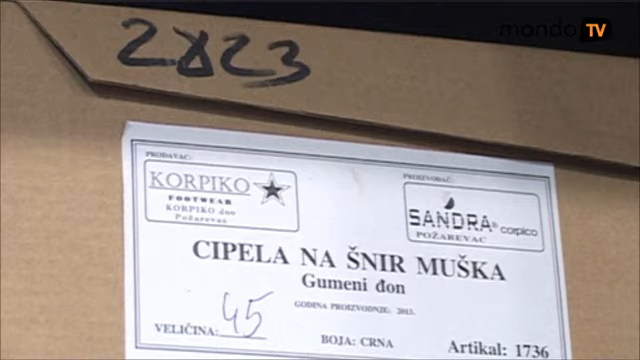 mondo TV
2x23
PRODAVAC:
KORPIKO
FOOTWEAR
KORPIKO doo
Požarevac
PROIZVOĐAČ:
SANDRA® corpico
POŽAREVAC
CIPELA NA ŠNIR MUŠKA
Gumeni đon
GODINA PROIZVODNJE: 2013.
VELIČINA: 45
BOJA: CRNA
Artikal: 1736